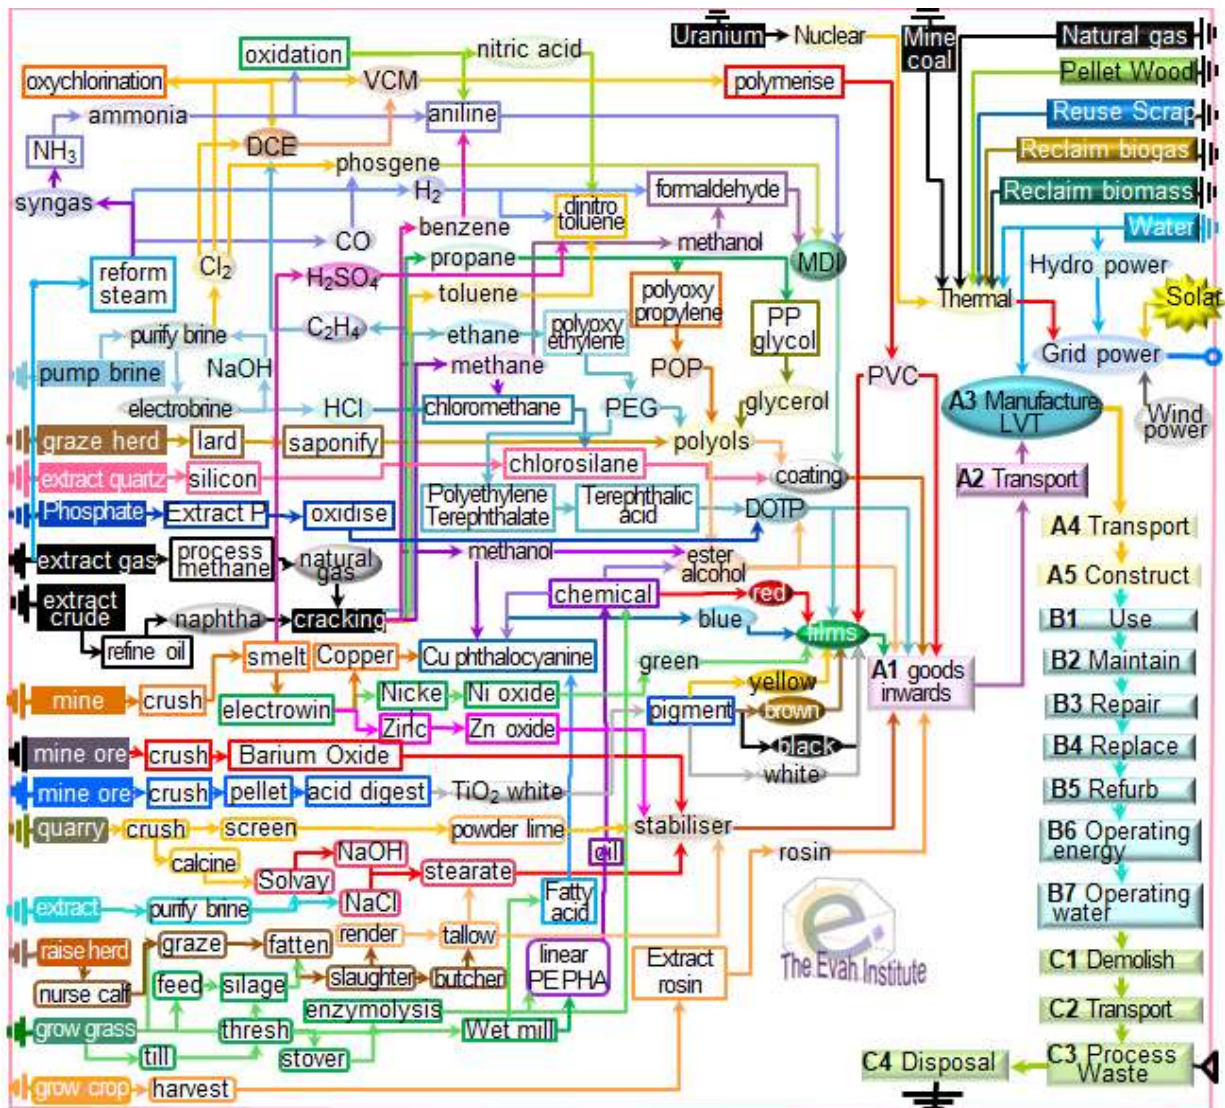 Uranium
Nuclear
Mine
coal
Natural gas
Pellet Wood
Reuse Scrap
Reclaim biogas
Reclaim biomass
Water
oxidation
nitric acid
oxychlorination
VCM
polymerise
ammonia
aniline
NH3
DCE
phosgene
syngas
H2
formaldehyde
dinitro
toluene
benzene
methanol
CO
MDI
Hydro power
reform
steam
Cl2
H2SO4
propane
toluene
polyoxy
propylene
PP
glycol
Thermal
Solar
purify brine
C2H4
ethane
polyoxy
ethylene
Grid power
pump brine
NaOH
methane
POP
PVC
electrobrine
HCl
chloromethane
PEG
glycerol
A3 Manufacture
LVT
Wind
power
graze herd
lard
saponify
polyols
extract quartz
silicon
chlorosilane
coating
A2 Transport
Phosphate
Extract P
oxidise
Polyethylene
Terephthalate
Terephthalic
acid
DOTP
A4 Transport
extract gas
process
methane
natural
gas
methanol
ester
alcohol
A5 Construct
extract
crude
naphtha
cracking
chemical
red
B1 Use
refine oil
blue
films
smelt
Copper
Cu phthalocyanine
green
A1 goods
inwards
B2 Maintain
mine
crush
electrowin
Nicke
Ni oxide
pigment
yellow
brown
B3 Repair
Zinc
Zn oxide
black
B4 Replace
mine ore
crush
Barium Oxide
white
mine ore
crush
pellet
acid digest
TiO2 white
B5 Refurb
quarry
crush
screen
powder lime
stabiliser
B6 Operating
energy
calcine
NaOH
oil
rosin
Solvay
stearate
extract
purify brine
NaCl
Fatty
acid
B7 Operating
water
raise herd
graze
fatten
render
tallow
linear
PE PHA
Extract
rosin
The Evah Institute
C1 Demolish
nurse calf
feed
silage
slaughter
butcher
enzymolysis
C2 Transport
grow grass
thresh
Wet mill
till
stover
C4 Disposal
C3 Process
Waste
grow crop
harvest